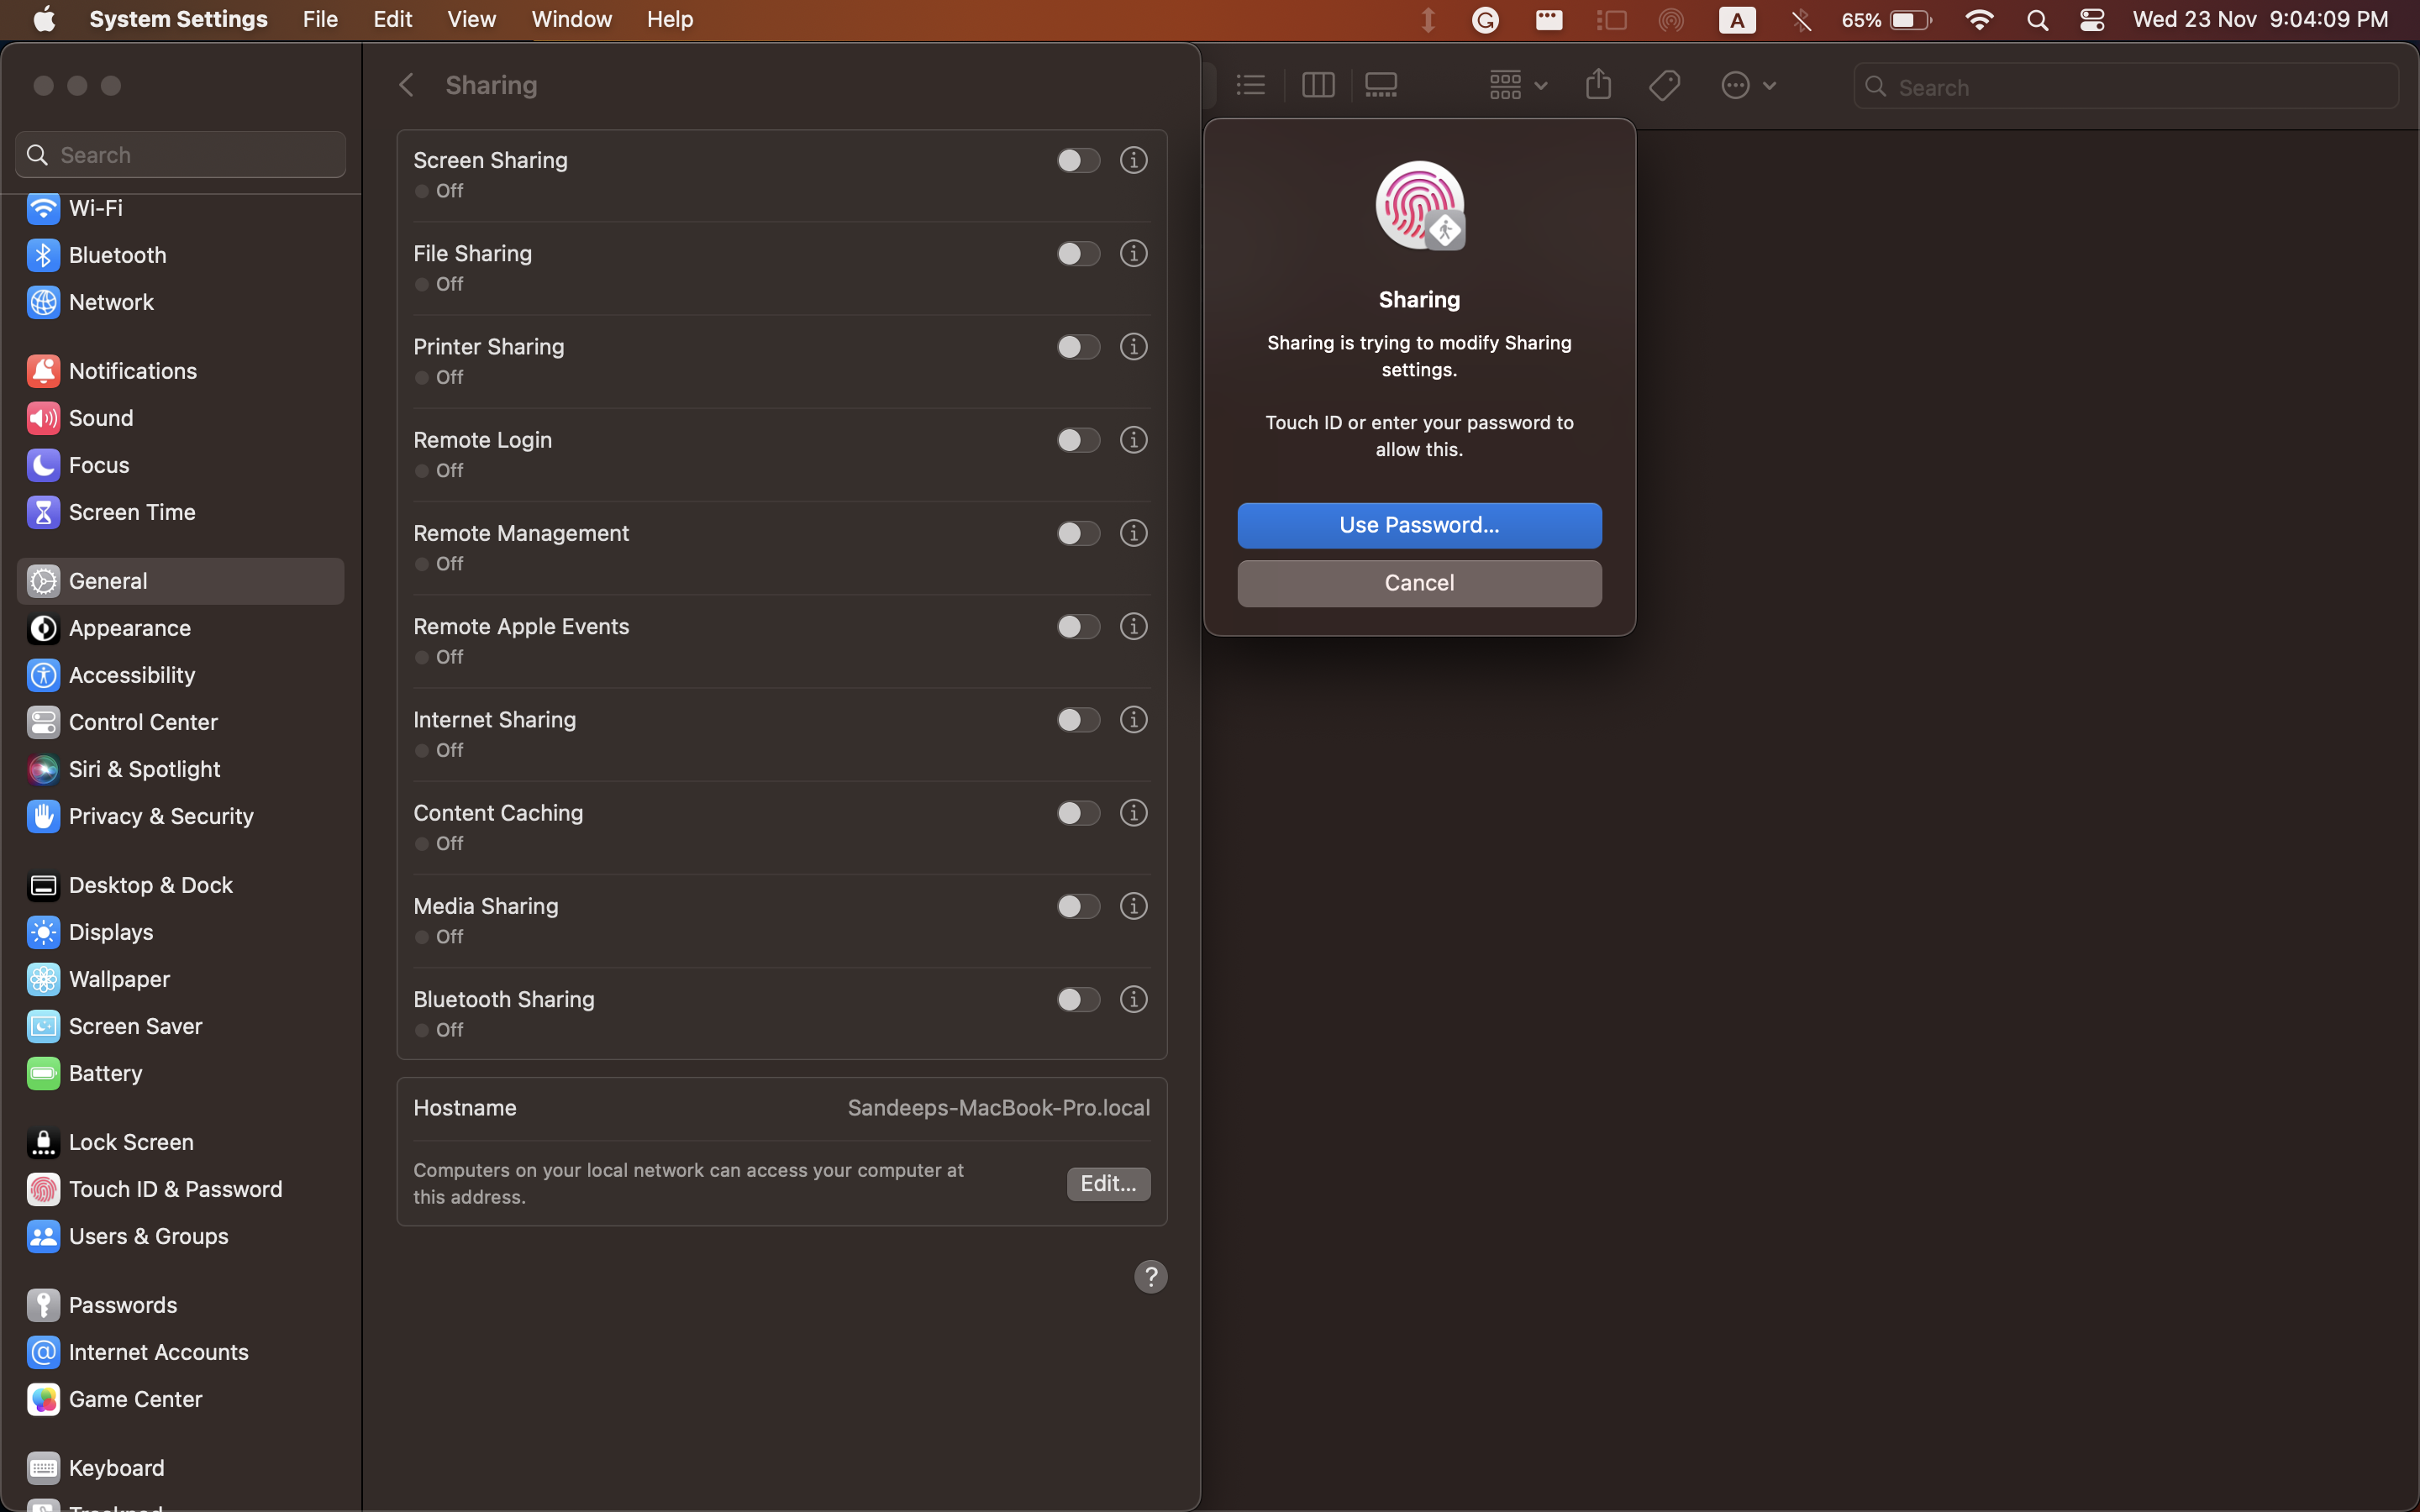 System Settings File Edit View Window Help A 65% Wed 23 Nov 9:04:09 PM
Search
Wi-Fi
Bluetooth
Network
Notifications
Sound
Focus
Screen Time
General
Appearance
Accessibility
Control Center
Siri & Spotlight
Privacy & Security
Desktop & Dock
Displays
Wallpaper
Screen Saver
Battery
Lock Screen
Touch ID & Password
Users & Groups
Passwords
Internet Accounts
Game Center
Keyboard
Sharing
Screen Sharing
Off
File Sharing
Off
Printer Sharing
Off
Remote Login
Off
Remote Management
Off
Remote Apple Events
Off
Internet Sharing
Off
Content Caching
Off
Media Sharing
Off
Bluetooth Sharing
Off
Hostname Sandeeps-MacBook-Pro.local
Computers on your local network can access your computer at
this address.
Edit...
?
Search
Sharing
Sharing is trying to modify Sharing
settings.
Touch ID or enter your password to
allow this.
Use Password...
Cancel